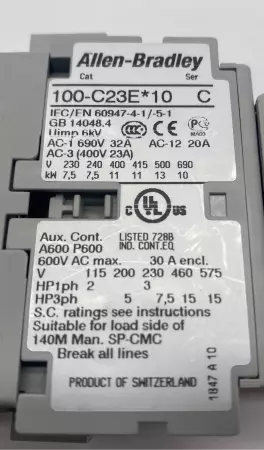 Allen-Bradley
Cat Ser
100-C23E*10 C
IEC/EN 60947-4-1/-5-1
GB 14048.4
Uimp 6kV
AC-1 690V 32A AC-12 20A
AC-3 (400V 23A)
V 230 240 400 415 500 690
kW 7,5 7,5 11 11 13 10
C UL US
Aux. Cont. LISTED 728B
A600 P600 IND. CONT.EQ.
600V AC max. 30 A encl.
V 115 200 230 460 575
HP1ph 2 3
HP3ph 5 7,5 15 15
S.C. ratings see instructions
Suitable for load side of
140M Man. SP-CMC
Break all lines
PRODUCT OF SWITZERLAND
1847 A 10